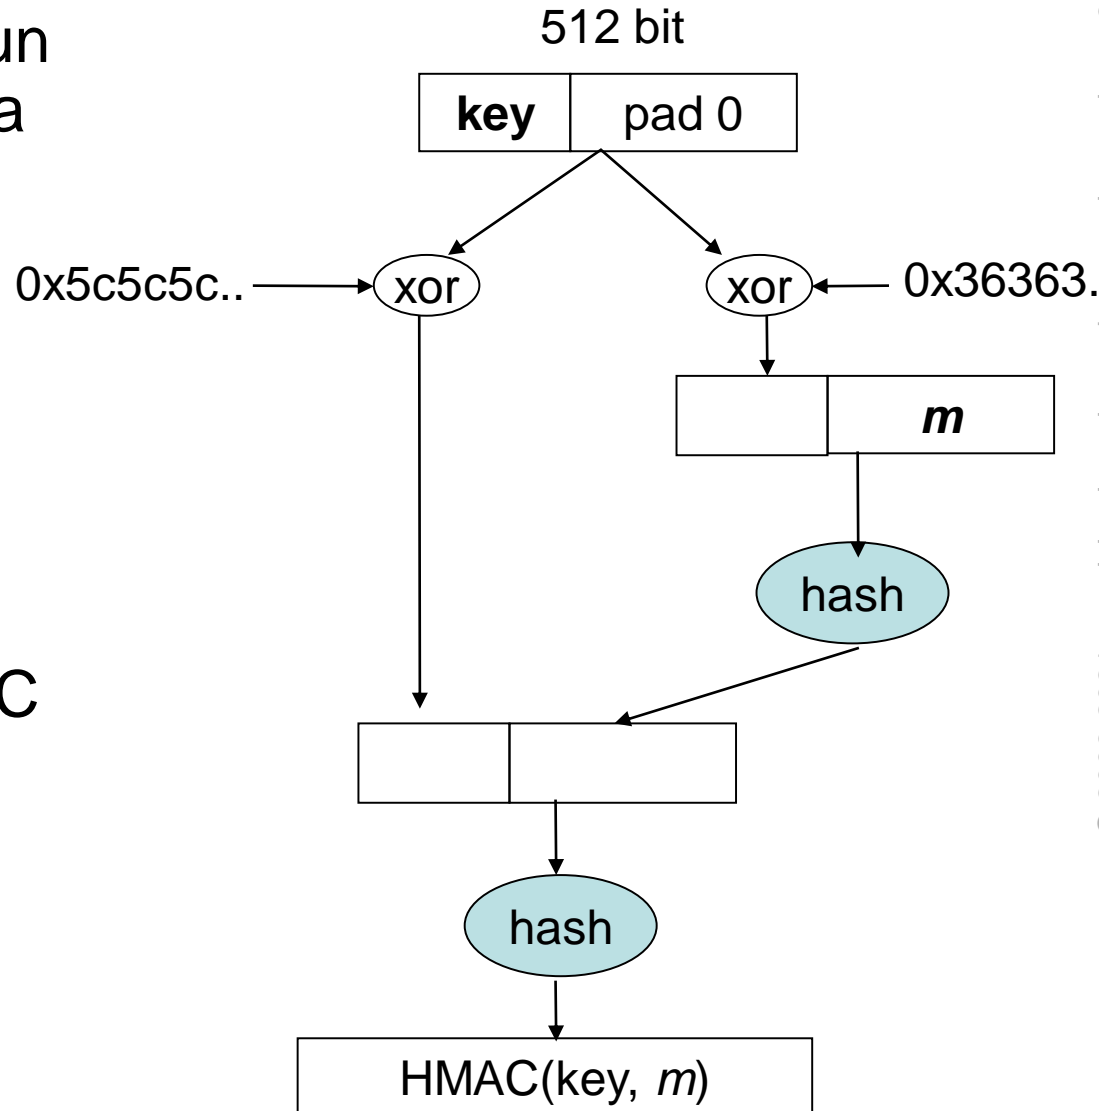 un
a
512 bit
key pad 0
0x5c5c5c.. xor xor 0x36363.
m
hash
C
hash
HMAC(key, m)